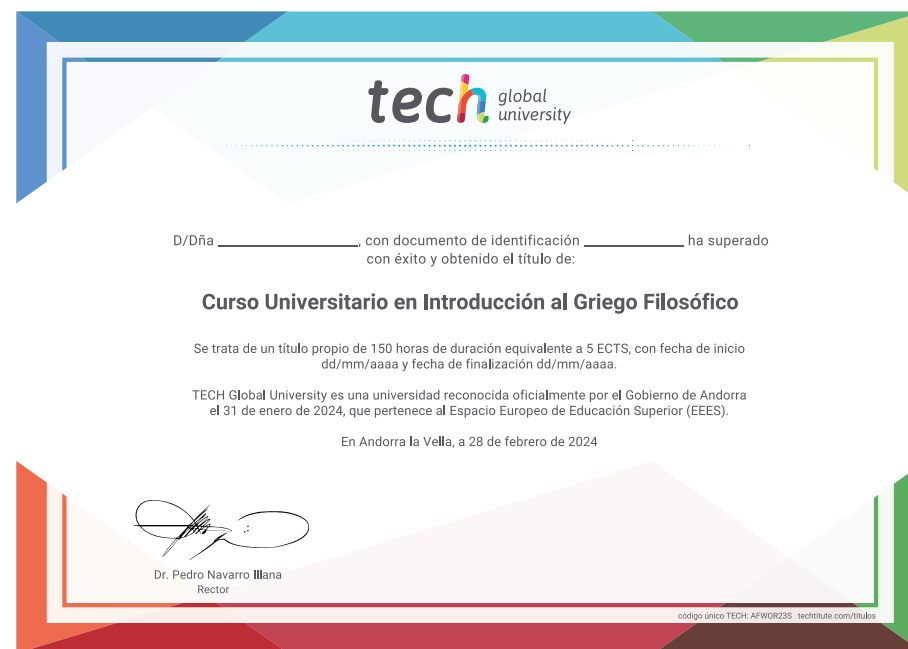 tech global university
D/Dña ____________________, con documento de identificación ______________ ha superado
con éxito y obtenido el título de:
Curso Universitario en Introducción al Griego Filosófico
Se trata de un título propio de 150 horas de duración equivalente a 5 ECTS, con fecha de inicio
dd/mm/aaaa y fecha de finalización dd/mm/aaaa.
TECH Global University es una universidad reconocida oficialmente por el Gobierno de Andorra
el 31 de enero de 2024, que pertenece al Espacio Europeo de Educación Superior (EEES).
En Andorra la Vella, a 28 de febrero de 2024
Dr. Pedro Navarro Illana
Rector
código único TECH: AFWOR23S techtitute.com/titulos